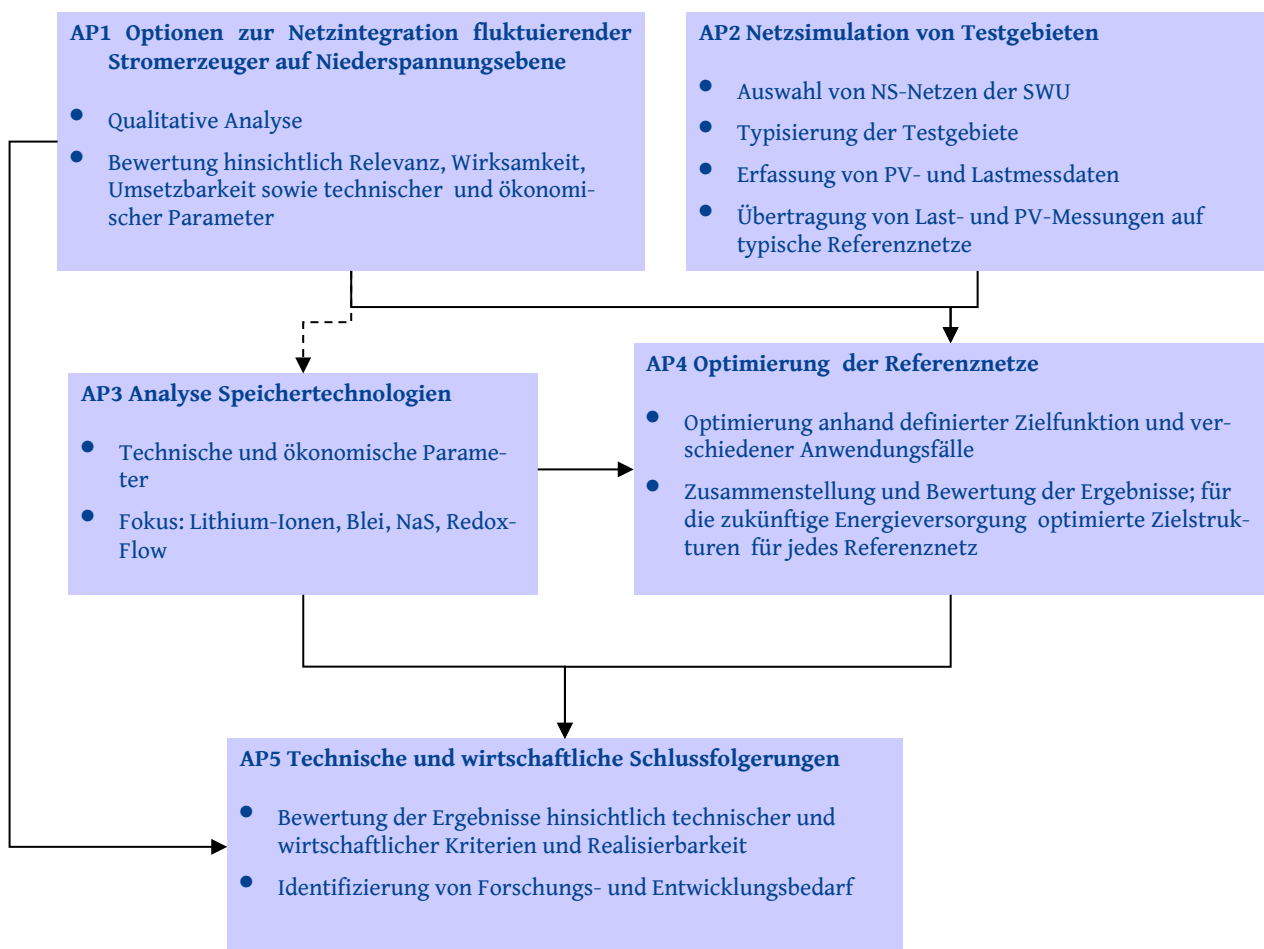 AP1 Optionen zur Netzintegration fluktuierender
Stromerzeuger auf Niederspannungsebene
● Qualitative Analyse
● Bewertung hinsichtlich Relevanz, Wirksamkeit,
Umsetzbarkeit sowie technischer und ökonomi-
scher Parameter
AP2 Netzsimulation von Testgebieten
● Auswahl von NS-Netzen der SWU
● Typisierung der Testgebiete
● Erfassung von PV- und Lastmessdaten
● Übertragung von Last- und PV-Messungen auf
typische Referenznetze
AP3 Analyse Speichertechnologien
● Technische und ökonomische Parame-
ter
● Fokus: Lithium-Ionen, Blei, NaS, Redox-
Flow
AP4 Optimierung der Referenznetze
● Optimierung anhand definierter Zielfunktion und ver-
schiedener Anwendungsfälle
● Zusammenstellung und Bewertung der Ergebnisse; für
die zukünftige Energieversorgung optimierte Zielstruk-
turen für jedes Referenznetz
AP5 Technische und wirtschaftliche Schlussfolgerungen
● Bewertung der Ergebnisse hinsichtlich technischer und
wirtschaftlicher Kriterien und Realisierbarkeit
● Identifizierung von Forschungs- und Entwicklungsbedarf